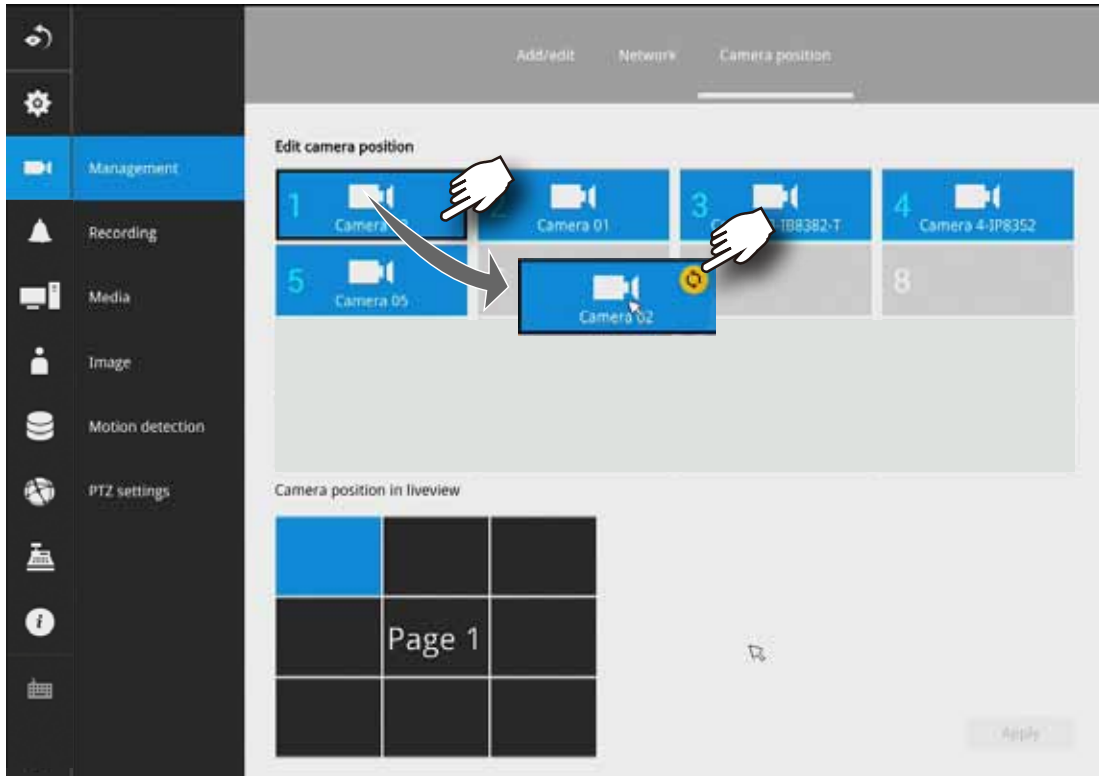 Add/edit Network Camera position
Edit camera position
Management
Recording
Media
Image
Motion detection
PTZ settings
1
Camera
2
Camera 01
3
IB8382-T
4
Camera 4-IP8352
5
Camera 05
Camera 02
8
Camera position in liveview
Page 1
Apply